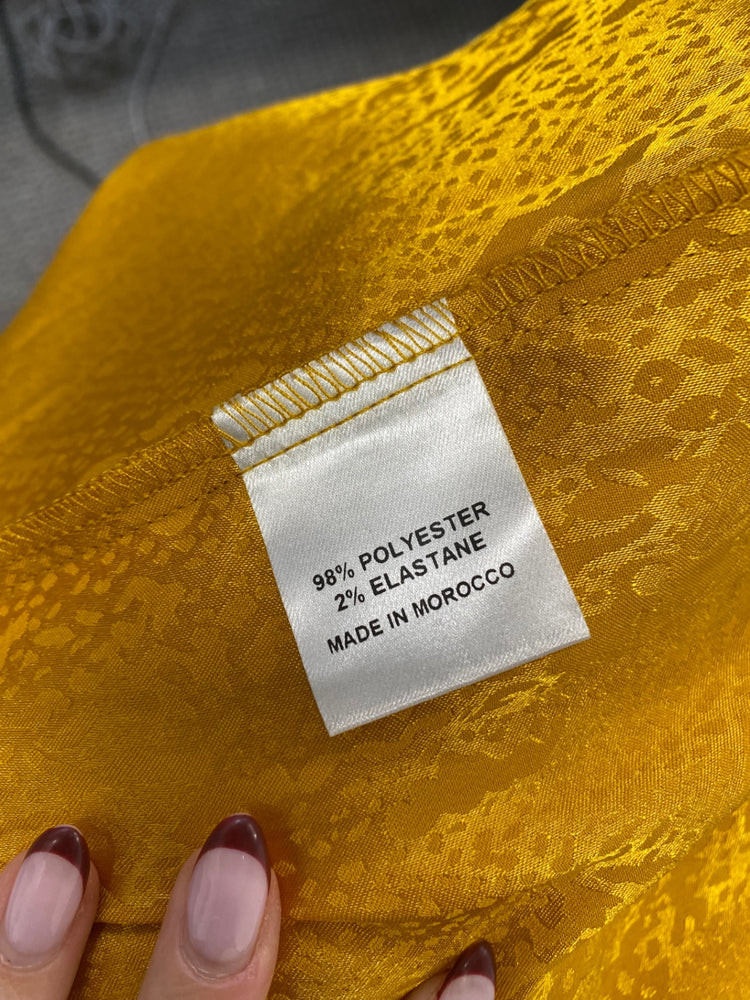 98% POLYESTER
2% ELASTANE
MADE IN MOROCCO